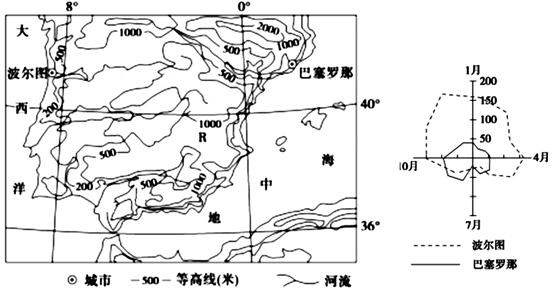 8° 0°
大 500 1000 500 2000 1000
波尔图 500 巴塞罗那
200 40°
西 1000
R
500 海
200 500 1000
洋 中
地
36°
城市 —500— 等高线(米) 河流
1月
200
150
100
50
10月 4月
7月
波尔图
巴塞罗那